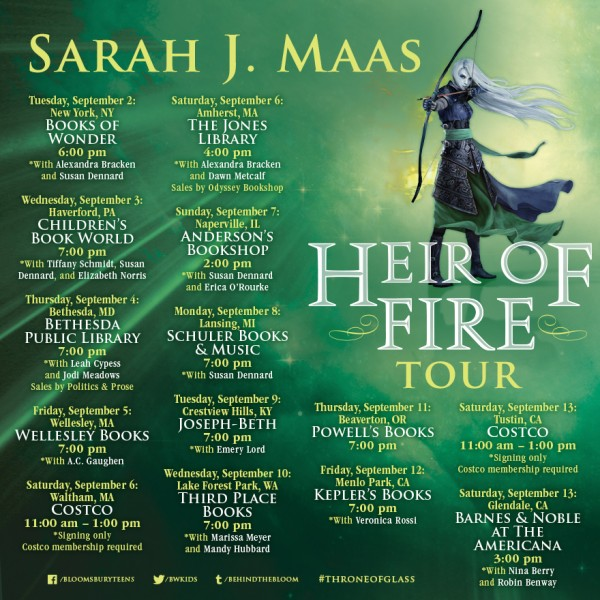 SARAH J. MAAS
Tuesday, September 2:
New York, NY
BOOKS OF
WONDER
6:00 pm
*With Alexandra Bracken
and Susan Dennard
Wednesday, September 3:
Haverford, PA
CHILDREN'S
BOOK WORLD
7:00 pm
*With Tiffany Schmidt, Susan
Dennard, and Elizabeth Norris
Thursday, September 4:
Bethesda, MD
BETHESDA
PUBLIC LIBRARY
7:00 pm
*With Leah Cypess
and Jodi Meadows
Sales by Politics & Prose
Friday, September 5:
Wellesley, MA
WELLESLEY BOOKS
7:00 pm
*With A.C. Gaughen
Saturday, September 6:
Waltham, MA
COSTCO
11:00 am – 1:00 pm
*Signing only
Costco membership required
Saturday, September 6:
Amherst, MA
THE JONES
LIBRARY
4:00 pm
*With Alexandra Bracken
and Dawn Metcalf
Sales by Odyssey Bookshop
Sunday, September 7:
Naperville, IL
ANDERSON'S
BOOKSHOP
2:00 pm
*With Susan Dennard
and Erica O'Rourke
Monday, September 8:
Lansing, MI
SCHULER BOOKS
& MUSIC
7:00 pm
*With Susan Dennard
Tuesday, September 9:
Crestview Hills, KY
JOSEPH-BETH
7:00 pm
*With Emery Lord
Wednesday, September 10:
Lake Forest Park, WA
THIRD PLACE
BOOKS
7:00 pm
*With Marissa Meyer
and Mandy Hubbard
HEIR OF
FIRE
TOUR
Thursday, September 11:
Beaverton, OR
POWELL'S BOOKS
7:00 pm
Friday, September 12:
Menlo Park, CA
KEPLER'S BOOKS
7:00 pm
*With Veronica Rossi
Saturday, September 13:
Tustin, CA
COSTCO
11:00 am – 1:00 pm
*Signing only
Costco membership required
Saturday, September 13:
Glendale, CA
BARNES & NOBLE
AT THE
AMERICANA
3:00 pm
*With Nina Berry
and Robin Benway
f /BLOOMSBURYTEENS /BWKIDS t /BEHINDTHEBLOOM #THRONEOFGLASS